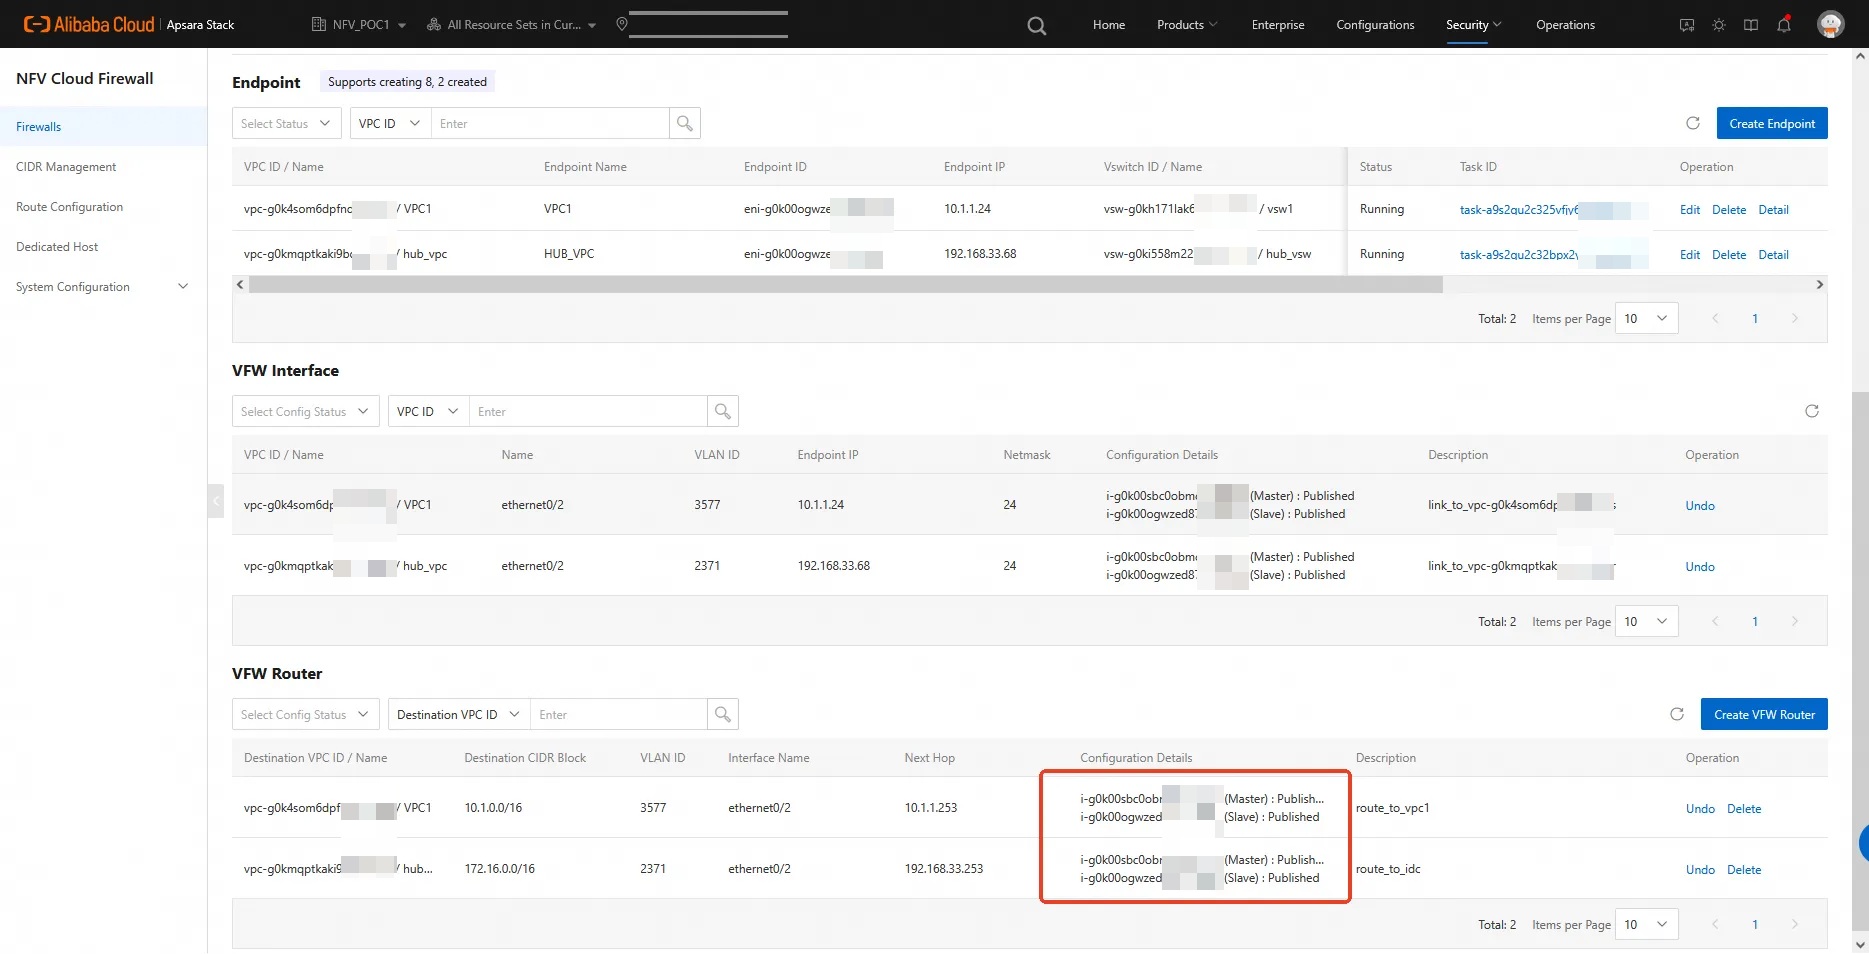 Alibaba Cloud | Apsara Stack NFV_POC1 All Resource Sets in Cur... Home Products Enterprise Configurations Security Operations
NFV Cloud Firewall
Firewalls
CIDR Management
Route Configuration
Dedicated Host
System Configuration
Endpoint Supports creating 8, 2 created
Select Status VPC ID Enter Create Endpoint
VPC ID / Name Endpoint Name Endpoint ID Endpoint IP Vswitch ID / Name Status Task ID Operation
vpc-g0k4som6dpfnc / VPC1 VPC1 eni-g0k00ogwze 10.1.1.24 vsw-g0kh171lak6 / vsw1 Running task-a9s2gu2c325vfjy6 Edit Delete Detail
vpc-g0kmqptkaki9bc / hub_vpc HUB_VPC eni-g0k00ogwze 192.168.33.68 vsw-g0ki558m22 / hub_vsw Running task-a9s2gu2c32bpx2v Edit Delete Detail
Total: 2 Items per Page 10 1
VFW Interface
Select Config Status VPC ID Enter
VPC ID / Name Name VLAN ID Endpoint IP Netmask Configuration Details Description Operation
vpc-g0k4som6dp / VPC1 ethernet0/2 3577 10.1.1.24 24 i-g0k00sbc0obm (Master) : Published link_to_vpc-g0k4som6dp s Undo
i-g0k00ogwzed87 (Slave) : Published
vpc-g0kmqptkak / hub_vpc ethernet0/2 2371 192.168.33.68 24 i-g0k00sbc0obm (Master) : Published link_to_vpc-g0kmqptkak Undo
i-g0k00ogwzed87 (Slave) : Published
Total: 2 Items per Page 10 1
VFW Router
Select Config Status Destination VPC ID Enter Create VFW Router
Destination VPC ID / Name Destination CIDR Block VLAN ID Interface Name Next Hop Configuration Details Description Operation
vpc-g0k4som6dpf / VPC1 10.1.0.0/16 3577 ethernet0/2 10.1.1.253 i-g0k00sbc0obr (Master) : Publish... route_to_vpc1 Undo Delete
i-g0k00ogwzed (Slave) : Published
vpc-g0kmqptkaki9 / hub... 172.16.0.0/16 2371 ethernet0/2 192.168.33.253 i-g0k00sbc0obr (Master) : Publish... route_to_idc Undo Delete
i-g0k00ogwzed (Slave) : Published
Total: 2 Items per Page 10 1